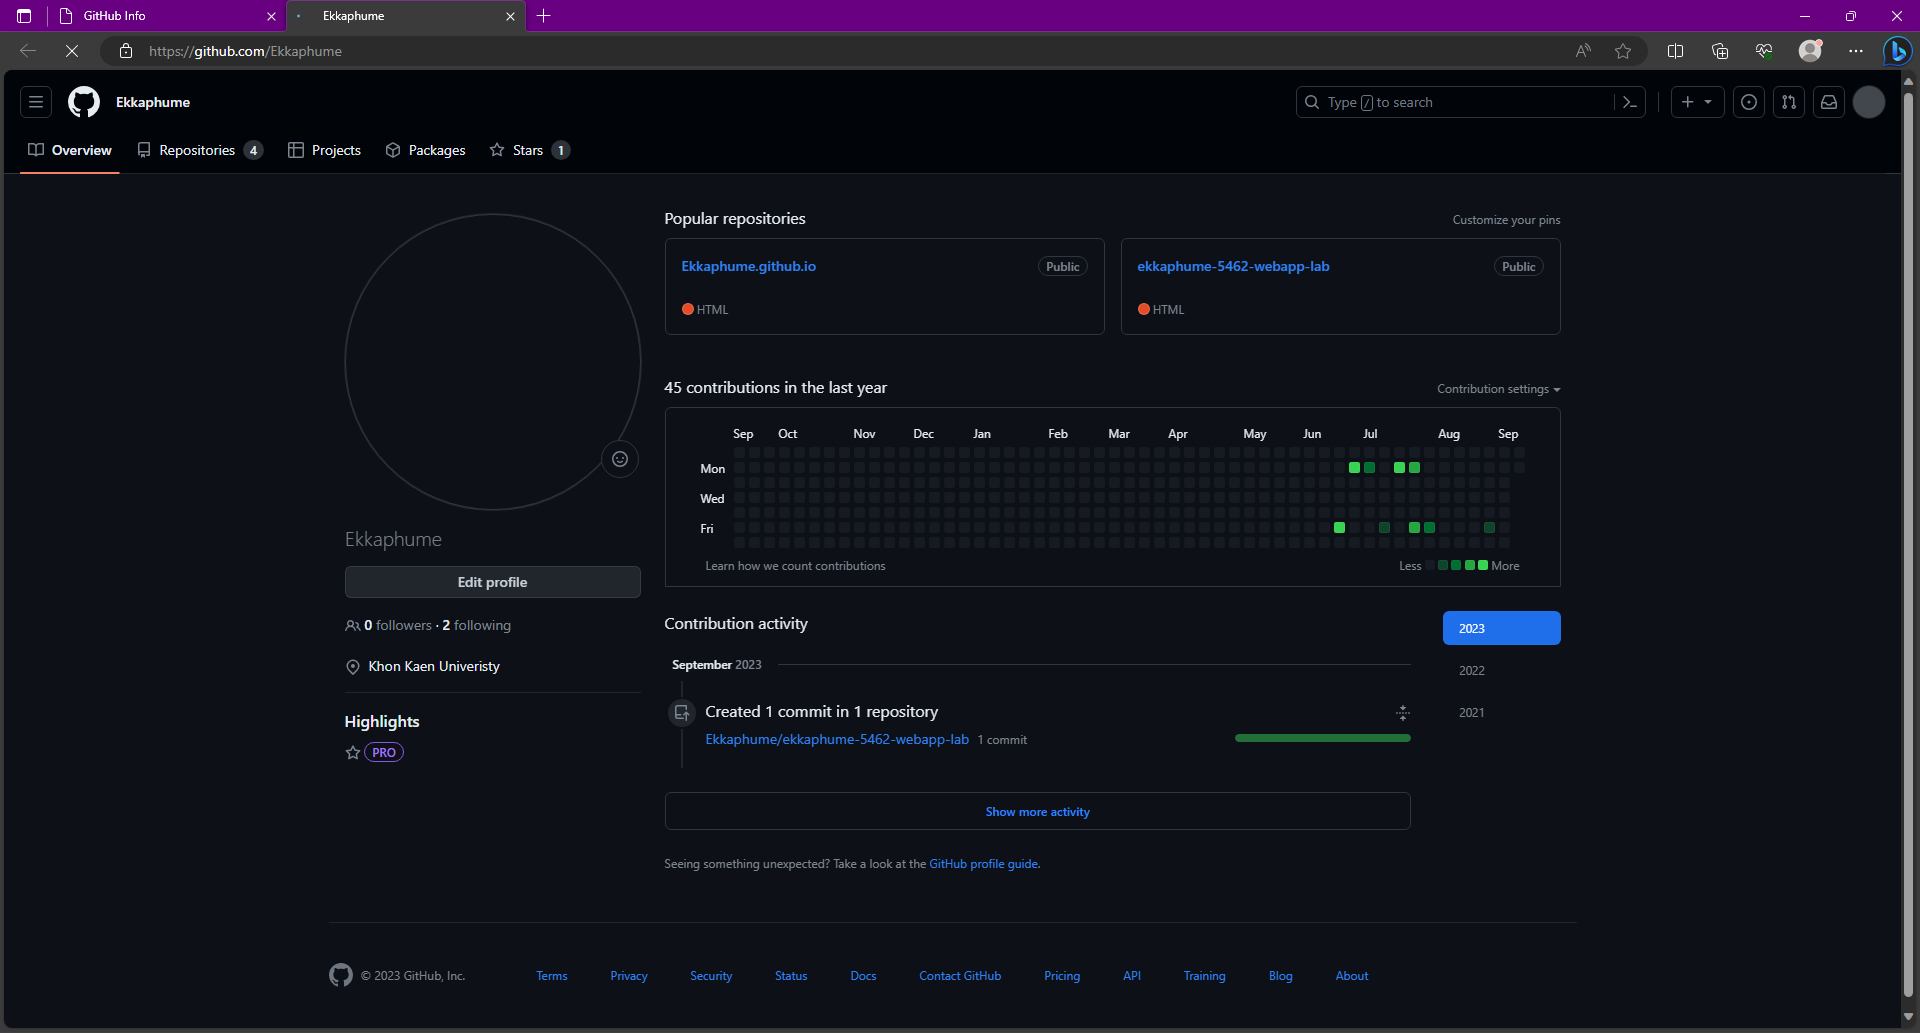 GitHub Info
Ekkaphume
https://github.com/Ekkaphume
Ekkaphume
Type / to search
Overview
Repositories 4
Projects
Packages
Stars 1
Ekkaphume
Edit profile
0 followers · 2 following
Khon Kaen Univeristy
Highlights
PRO
Popular repositories
Customize your pins
Ekkaphume.github.io
Public
HTML
ekkaphume-5462-webapp-lab
Public
HTML
45 contributions in the last year
Contribution settings
Sep Oct Nov Dec Jan Feb Mar Apr May Jun Jul Aug Sep
Mon
Wed
Fri
Learn how we count contributions
Less More
Contribution activity
2023
2022
2021
September 2023
Created 1 commit in 1 repository
Ekkaphume/ekkaphume-5462-webapp-lab 1 commit
Show more activity
Seeing something unexpected? Take a look at the GitHub profile guide.
© 2023 GitHub, Inc.
Terms
Privacy
Security
Status
Docs
Contact GitHub
Pricing
API
Training
Blog
About